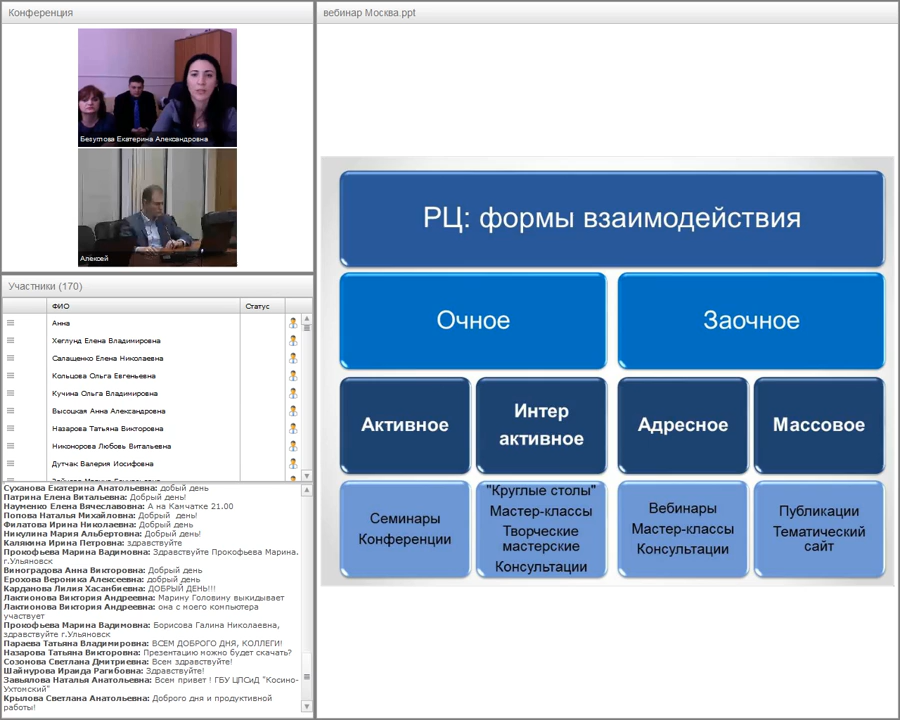 Конференция
Безуглова Екатерина Александровна
Алексей
Участники (170)
ФИО
Статус
Анна
Хеглунд Елена Владимировна
Салащенко Елена Николаевна
Кольцова Ольга Евгеньевна
Кучина Ольга Владимировна
Высоцкая Анна Александровна
Назарова Татьяна Викторовна
Никонорова Любовь Витальевна
Дутчак Валерия Иосифовна
Суханова Екатерина Анатольевна: добый день
Патрина Елена Витальевна: Добрый день!
Науменко Елена Вячеславовна: А на Камчатке 21.00
Попова Наталья Михайловна: Добрый день!
Филатова Ирина Николаевна: Добрый день
Никулина Мария Альбертовна: Добрый день!
Калякина Ирина Петровна: здравствуйте
Прокофьева Марина Вадимовна: Здравствуйте Прокофьева Марина.
г.Ульяновск
Виноградова Анна Викторовна: Добрый день
Ерохова Вероника Алексеевна: добрый день
Карданова Лилия Хасанбиевна: ДОБРЫЙ ДЕНЬ!!!
Лактионова Виктория Андреевна: Марину Головину выкидывает
Лактионова Виктория Андреевна: она с моего компьютера
участвует
Прокофьева Марина Вадимовна: Борисова Галина Николаевна,
здравствуйте г.Ульяновск
Параева Татьяна Владимировна: ВСЕМ ДОБРОГО ДНЯ, КОЛЛЕГИ!
Назарова Татьяна Викторовна: Презентацию можно будет скачать?
Созонова Светлана Дмитриевна: Всем здравствуйте!
Шайнурова Ираида Рагибовна: Здравствуйте!
Завьялова Наталья Анатольевна: Всем привет ! ГБУ ЦПСиД "Косино-
Ухтомский"
Крылова Светлана Анатольевна: Доброго дня и продуктивной
работы!
вебинар Москва.ppt
РЦ: формы взаимодействия
Очное
Заочное
Активное
Интер
активное
Адресное
Массовое
Семинары
Конференции
"Круглые столы"
Мастер-классы
Творческие
мастерские
Консультации
Вебинары
Мастер-классы
Консультации
Публикации
Тематический
сайт